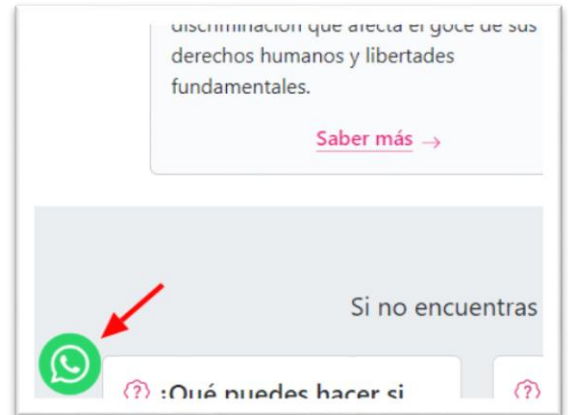 discriminación que afecta el goce de sus
derechos humanos y libertades
fundamentales.
Saber más →
Si no encuentras
¿Qué puedes hacer si